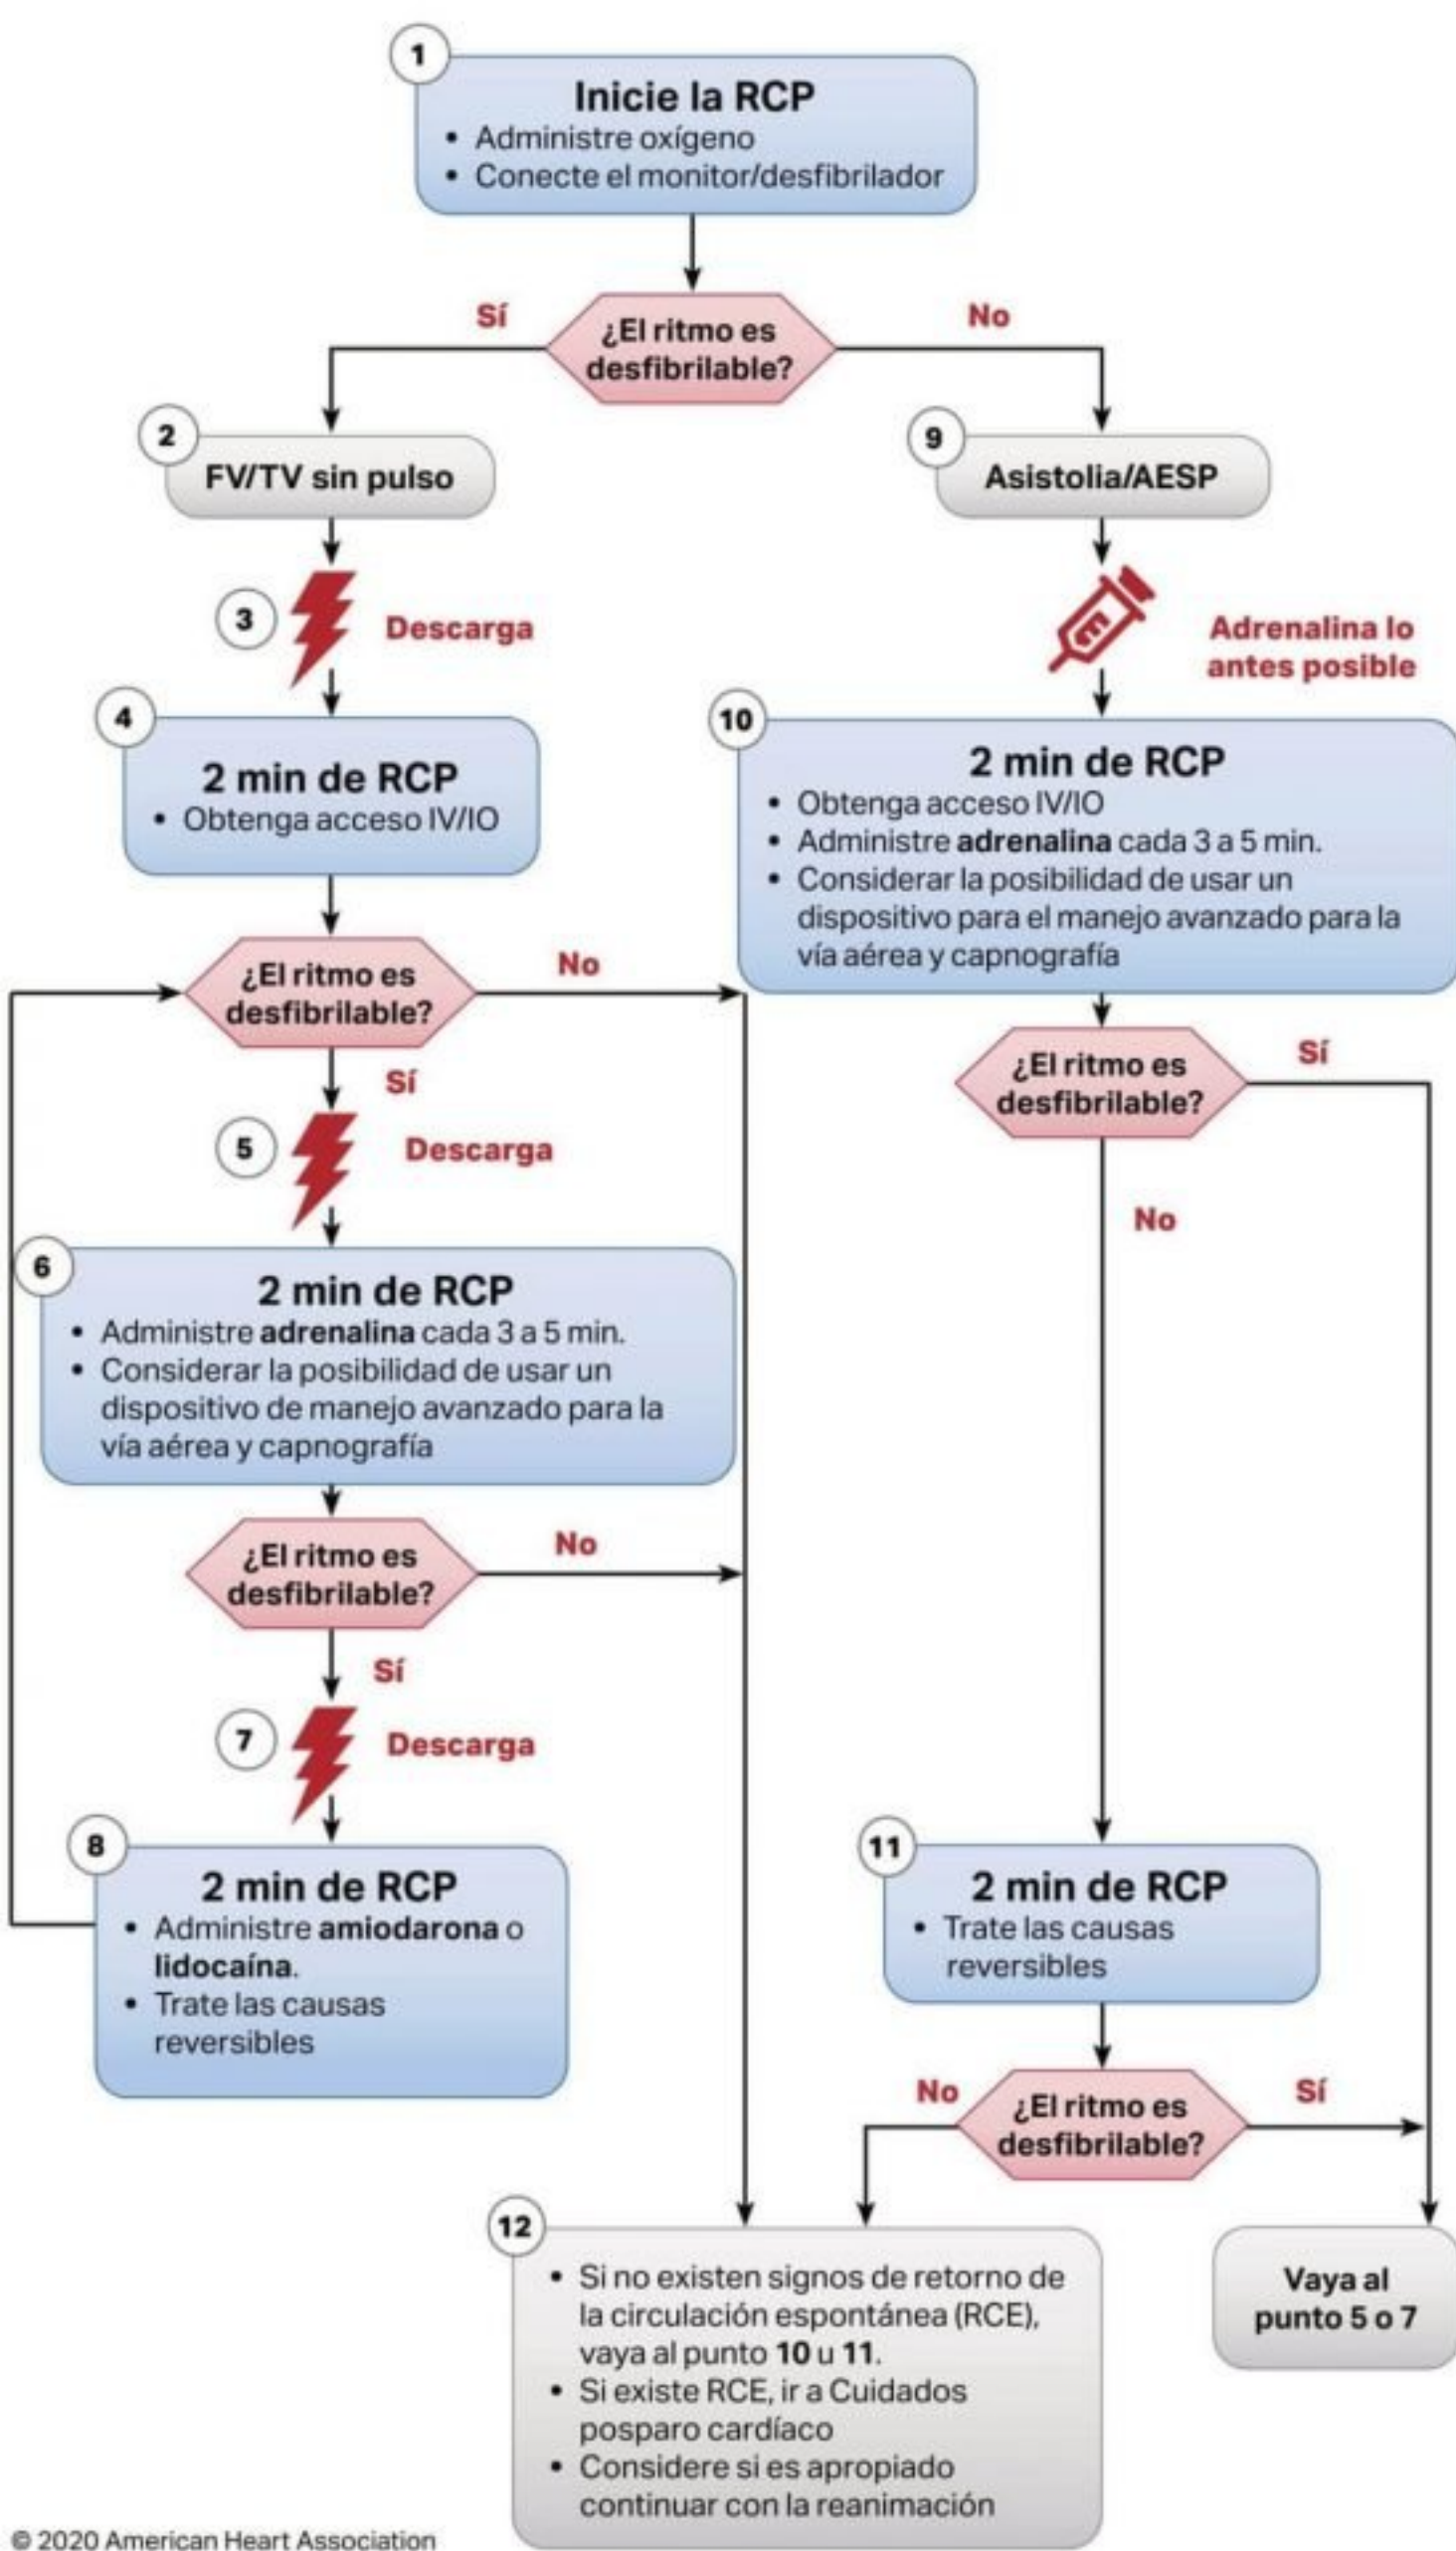 1
Inicie la RCP
• Administre oxígeno
• Conecte el monitor/desfibrilador
¿El ritmo es
desfibrilable?
Sí
No
2
FV/TV sin pulso
3
Descarga
4
2 min de RCP
• Obtenga acceso IV/IO
¿El ritmo es
desfibrilable?
No
Sí
5
Descarga
6
2 min de RCP
• Administre adrenalina cada 3 a 5 min.
• Considerar la posibilidad de usar un
dispositivo de manejo avanzado para la
vía aérea y capnografía
¿El ritmo es
desfibrilable?
No
Sí
7
Descarga
8
2 min de RCP
• Administre amiodarona o
lidocaína.
• Trate las causas
reversibles
9
Asistolia/AESP
Adrenalina lo
antes posible
10
2 min de RCP
• Obtenga acceso IV/IO
• Administre adrenalina cada 3 a 5 min.
• Considerar la posibilidad de usar un
dispositivo para el manejo avanzado para la
vía aérea y capnografía
¿El ritmo es
desfibrilable?
Sí
No
11
2 min de RCP
• Trate las causas
reversibles
¿El ritmo es
desfibrilable?
No
Sí
12
• Si no existen signos de retorno de
la circulación espontánea (RCE),
vaya al punto 10 u 11.
• Si existe RCE, ir a Cuidados
posparo cardíaco
• Considere si es apropiado
continuar con la reanimación
Vaya al
punto 5 o 7
© 2020 American Heart Association